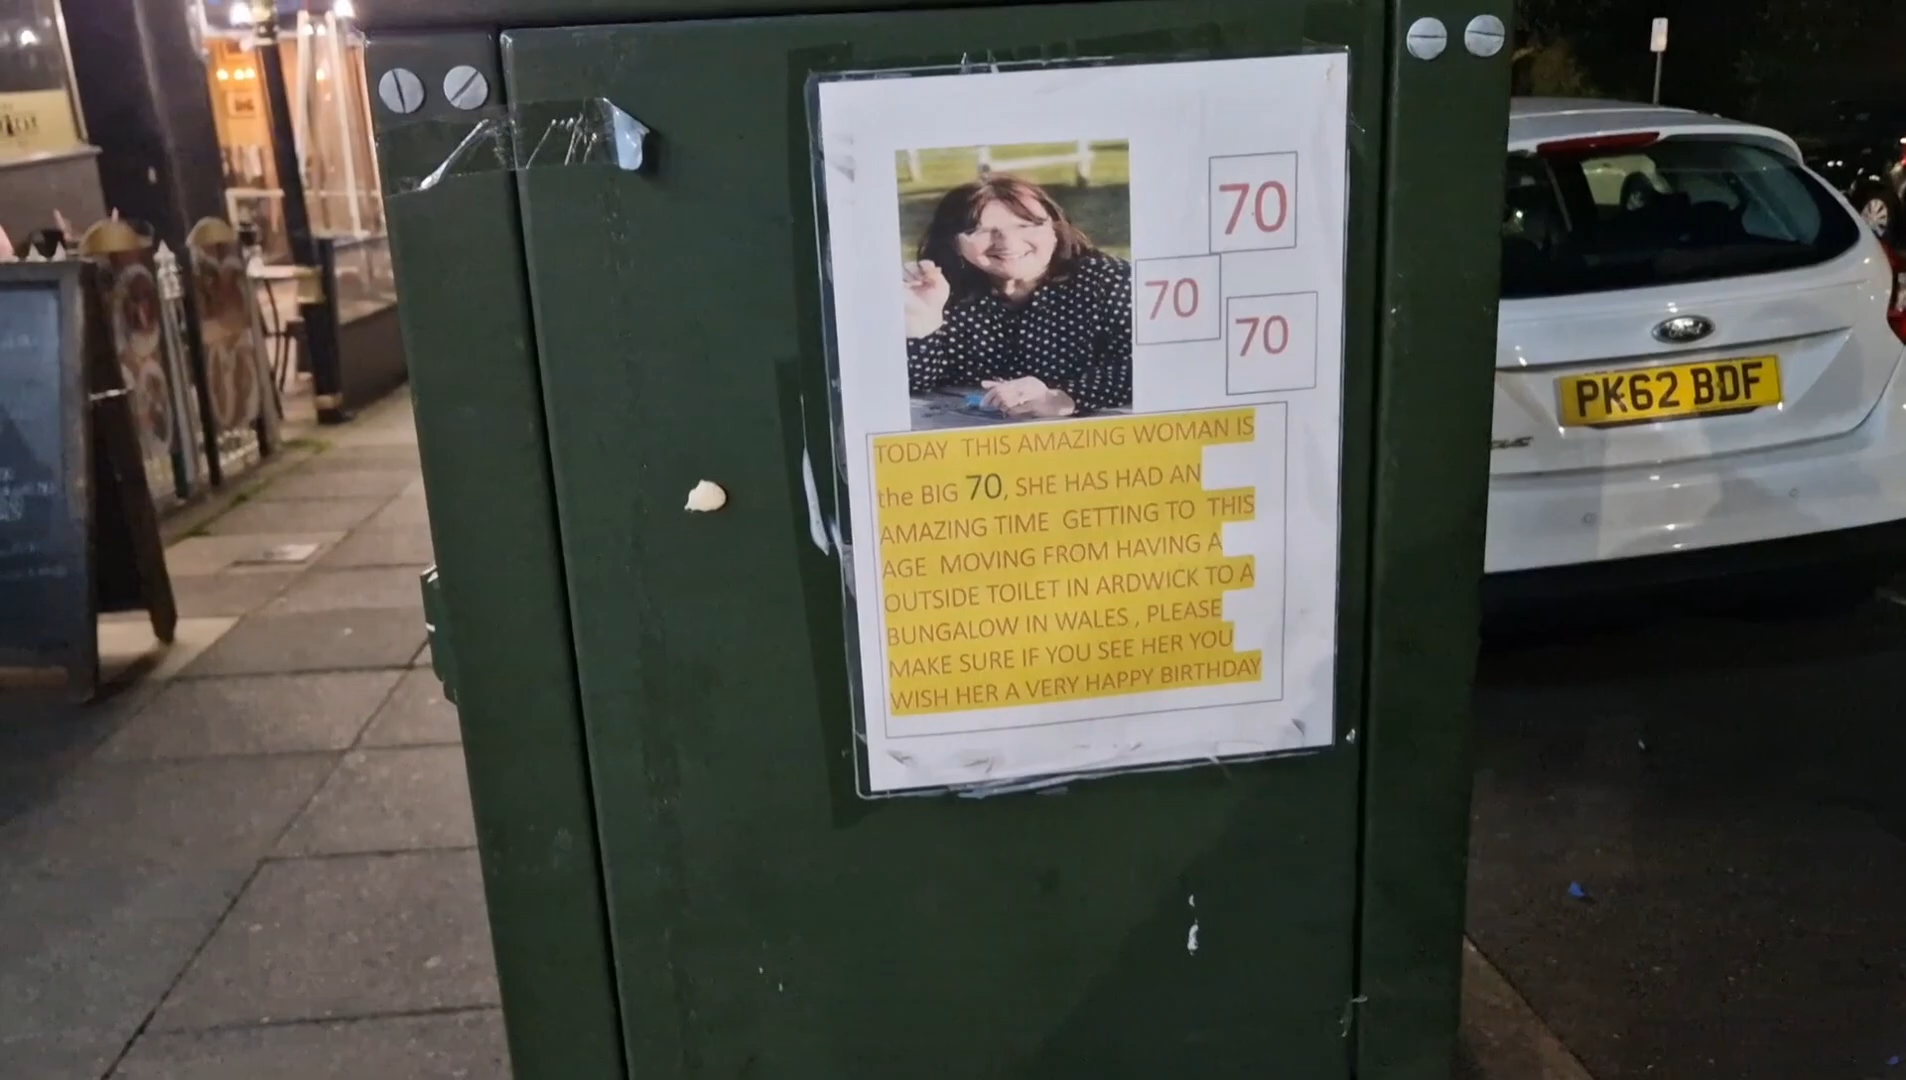 70
70
70
TODAY THIS AMAZING WOMAN IS
the BIG 70, SHE HAS HAD AN
AMAZING TIME GETTING TO THIS
AGE MOVING FROM HAVING A
OUTSIDE TOILET IN ARDWICK TO A
BUNGALOW IN WALES, PLEASE
MAKE SURE IF YOU SEE HER YOU
WISH HER A VERY HAPPY BIRTHDAY
Ford
PK62 BDF